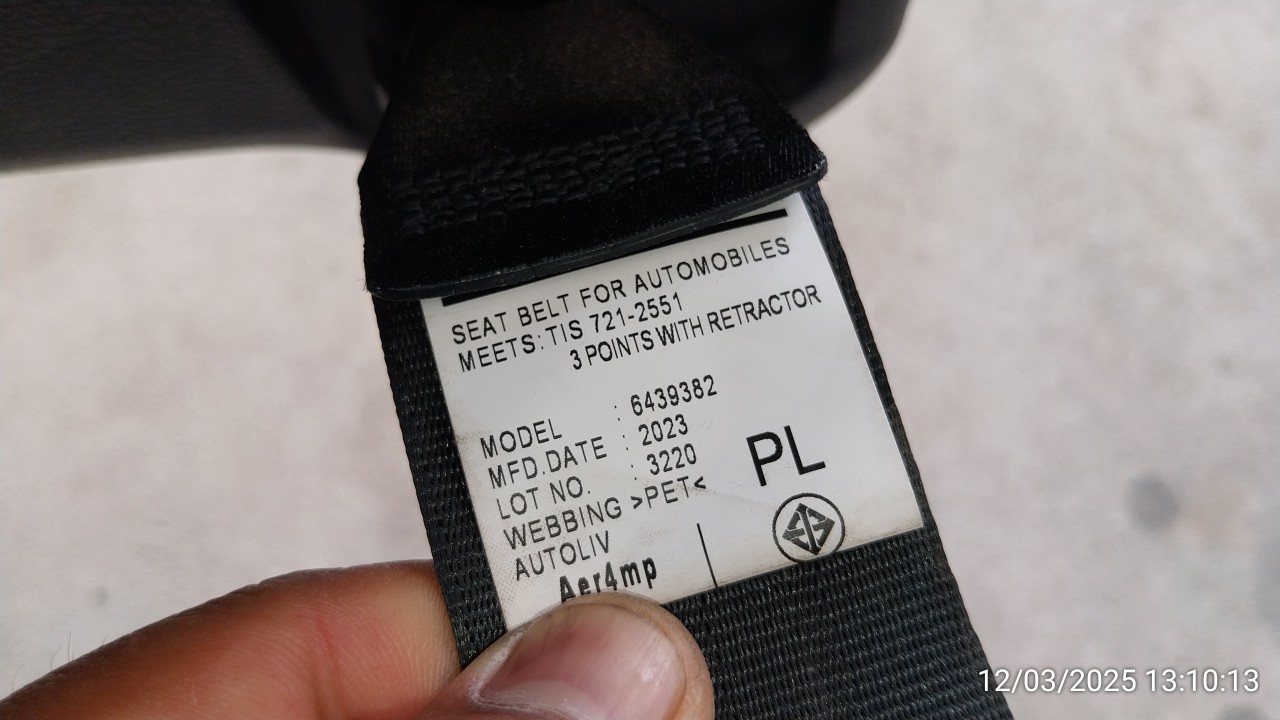 SEAT BELT FOR AUTOMOBILES
MEETS: TIS 721-2551
3 POINTS WITH RETRACTOR
MODEL : 6439382
MFD.DATE : 2023
LOT NO. : 3220
PL
WEBBING >PET<
AUTOLIV
Aer4mp
12/03/2025 13:10:13